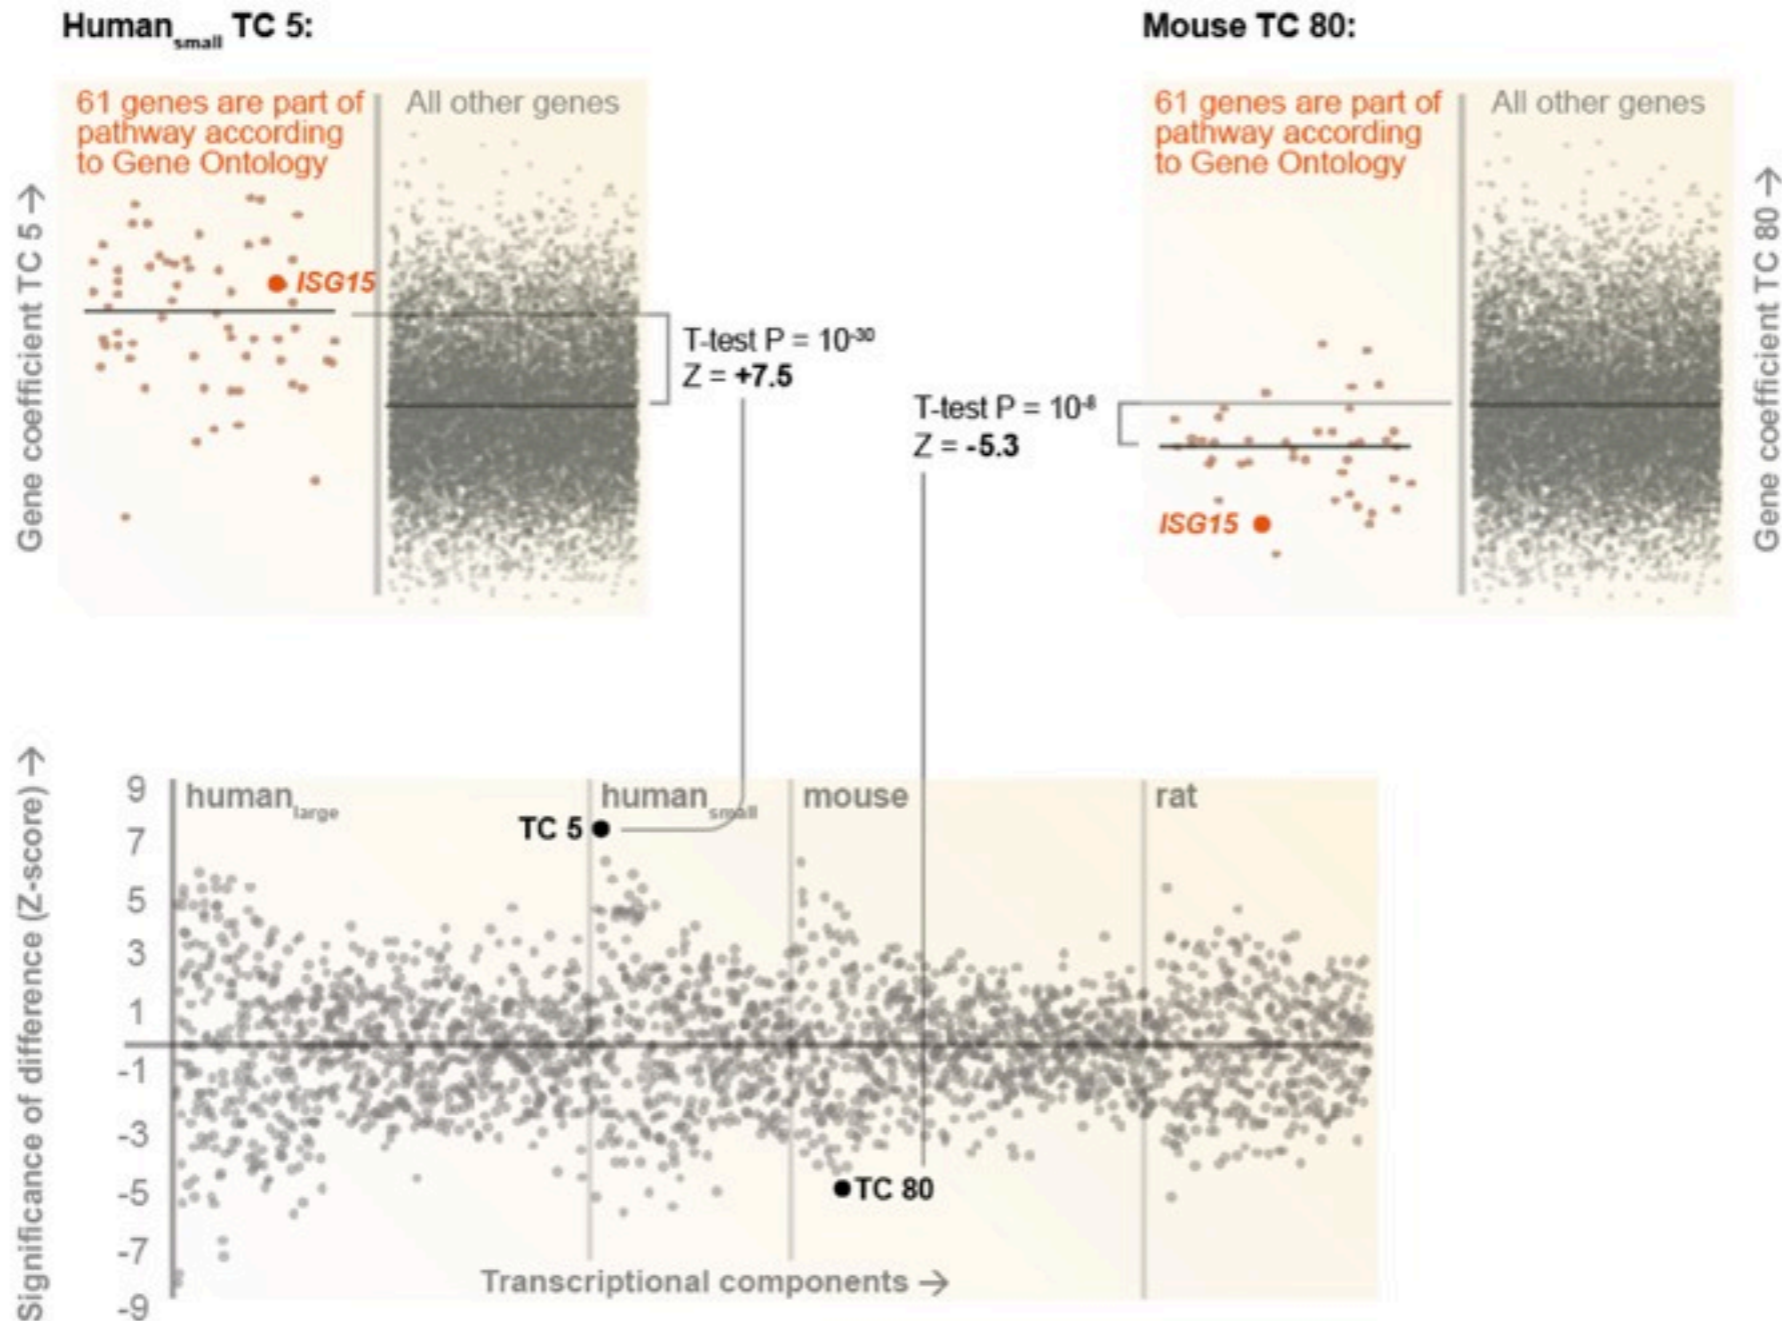 Human small TC 5:
Mouse TC 80:
61 genes are part of
pathway according
to Gene Ontology
All other genes
ISG15
Gene coefficient TC 5 →
T-test P = 10-30
Z = +7.5
61 genes are part of
pathway according
to Gene Ontology
All other genes
ISG15
Gene coefficient TC 80 →
T-test P = 10-8
Z = -5.3
Significance of difference (Z-score) →
9
7
5
3
1
-1
-3
-5
-7
-9
human large
human small
mouse
rat
TC 5
TC 80
Transcriptional components →